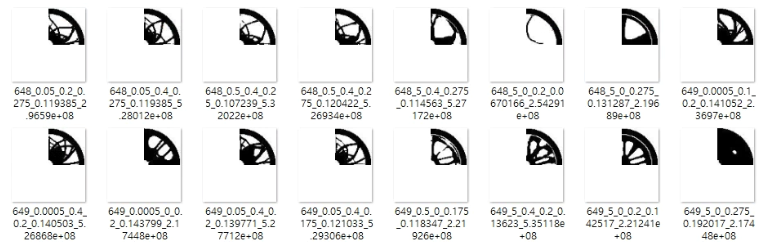 648_0.05_0.2_0.
275_0.119385_2
.9659e+08
648_0.05_0.4_0.
275_0.119385_5
.28012e+08
648_0.5_0.4_0.2
5_0.107239_5.3
2022e+08
648_0.5_0.4_0.2
75_0.120422_5.
26934e+08
648_5_0.4_0.275
_0.114563_5.27
172e+08
648_5_0_0.2_0.0
670166_2.54291
e+08
648_5_0_0.275_
0.131287_2.196
89e+08
649_0.0005_0.1_
0.2_0.141052_2.
3697e+08
649_0.0005_0.4_
0.2_0.140503_5.
26868e+08
649_0.0005_0_0.
2_0.143799_2.1
7448e+08
649_0.05_0.4_0.
2_0.139771_5.2
7712e+08
649_0.05_0.4_0.
175_0.121033_5
.29306e+08
649_0.5_0_0.175
_0.118347_2.21
926e+08
649_5_0.4_0.2_0.
13623_5.35118e
+08
649_5_0_0.2_0.1
42517_2.21241e
+08
649_5_0_0.275_
0.192017_2.174
48e+08